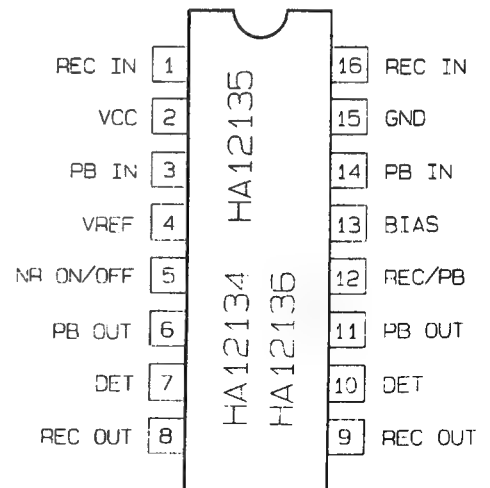 REC IN 1 16 REC IN
VCC 2 15 GND
PB IN 3 14 PB IN
VREF 4 13 BIAS
NR ON/OFF 5 12 REC/PB
PB OUT 6 11 PB OUT
DET 7 10 DET
REC OUT 8 9 REC OUT
HA12135
HA12134
HA12136